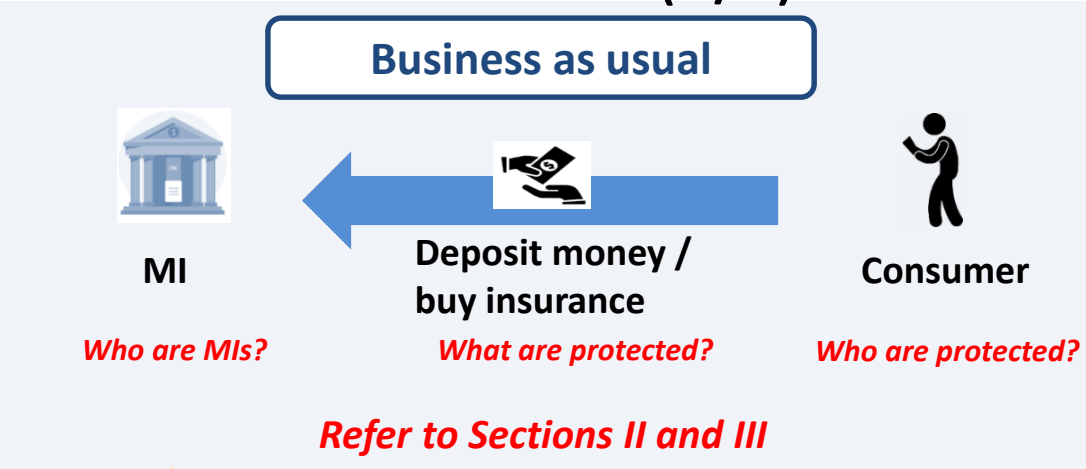 Business as usual
MI
Deposit money /
buy insurance
Consumer
Who are MIs?
What are protected?
Who are protected?
Refer to Sections II and III